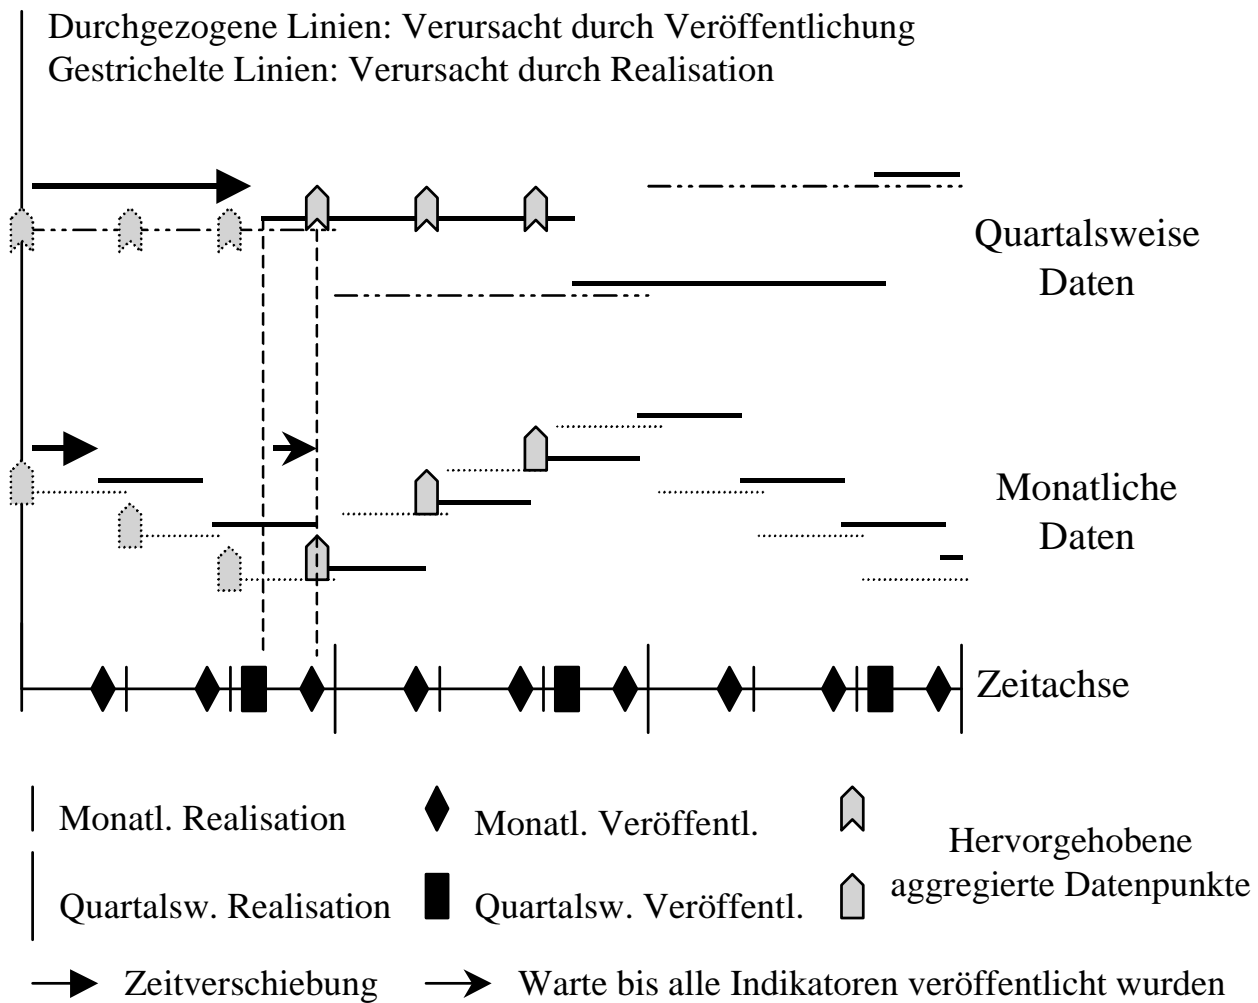 Durchgezogene Linien: Verursacht durch Veröffentlichung
Gestrichelte Linien: Verursacht durch Realisation
Quartalsweise
Daten
Monatliche
Daten
Zeitachse
Monatl. Realisation
Monatl. Veröffentl.
Hervorgehobene
aggregierte Datenpunkte
Quartalsw. Realisation
Quartalsw. Veröffentl.
Zeitverschiebung
Warte bis alle Indikatoren veröffentlicht wurden